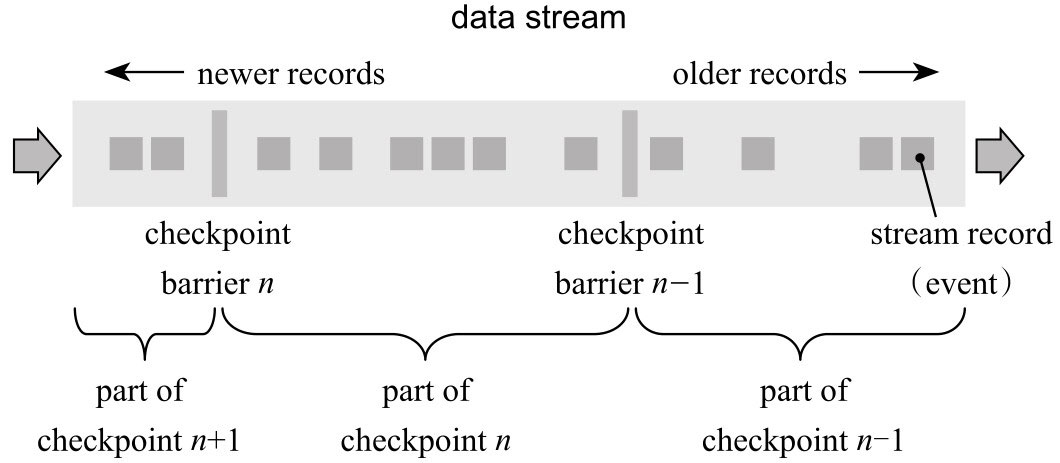 data stream
newer records
older records
checkpoint
barrier n
checkpoint
barrier n−1
stream record
（event）
part of
checkpoint n+1
part of
checkpoint n
part of
checkpoint n−1